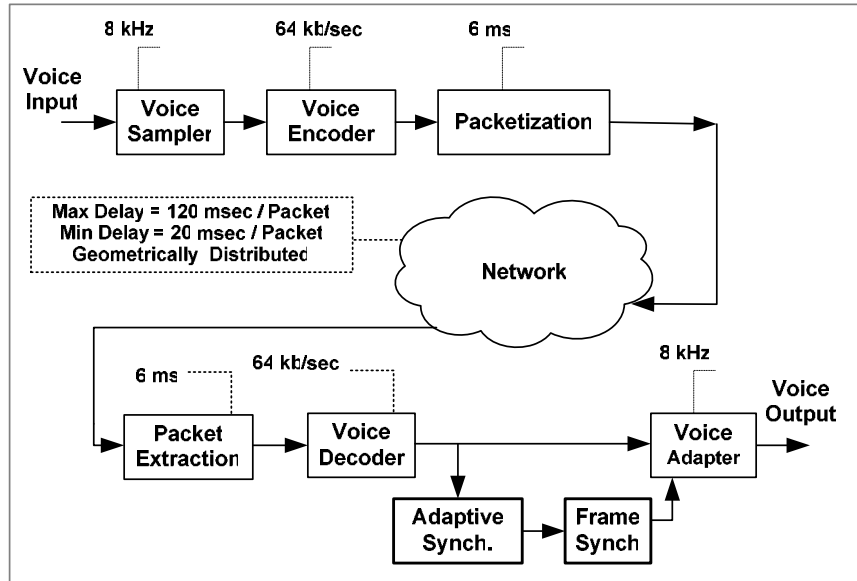 8 kHz
64 kb/sec
6 ms
Voice
Input
Voice
Sampler
Voice
Encoder
Packetization
Max Delay = 120 msec / Packet
Min Delay = 20 msec / Packet
Geometrically Distributed
Network
6 ms
64 kb/sec
8 kHz
Packet
Extraction
Voice
Decoder
Voice
Adapter
Voice
Output
Adaptive
Synch.
Frame
Synch